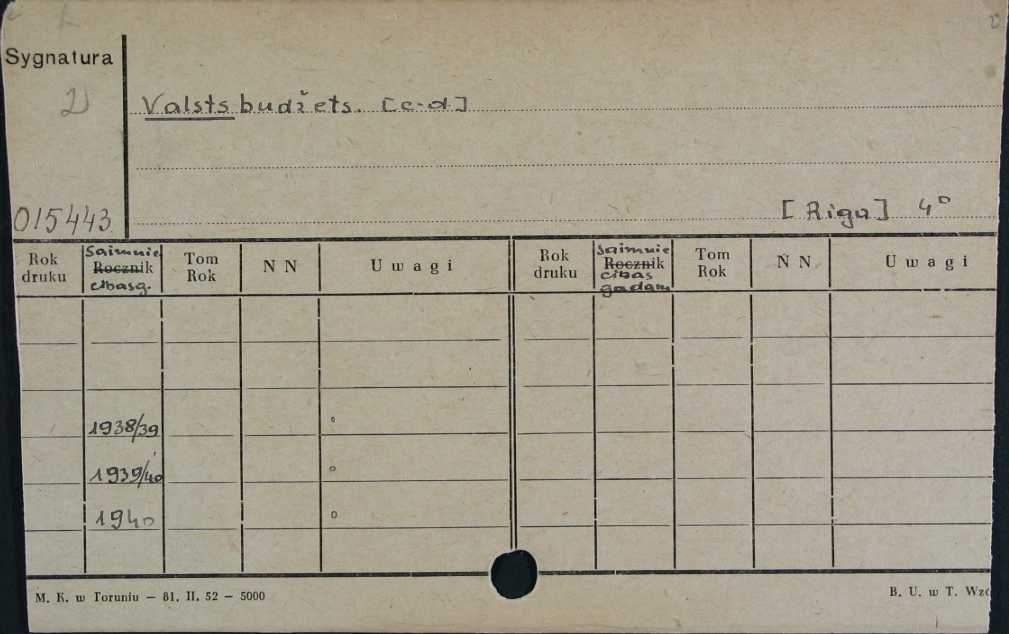 Sygnatura
2)
Valsts budžets. [c.d]
015443
[Riga] 4°
Rok druku Saimnie Rocznik cibasg. Tom Rok N N U w a g i Rok druku Saimnie Rocznik cibas gadam Tom Rok N N U w a g i
1938/39 °
1939/40 °
1940 °
M. K. w Toruniu — 81. II. 52 — 5000 B. U. w T.